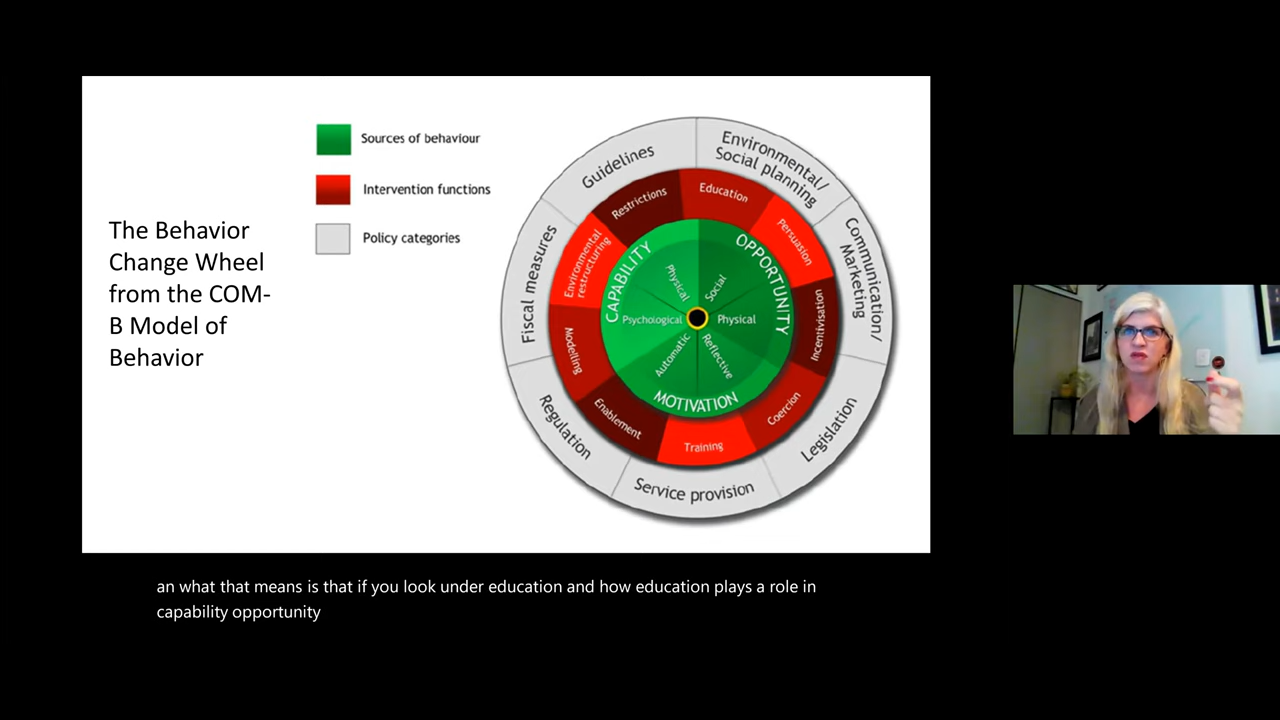 The Behavior
Change Wheel
from the COM-
B Model of
Behavior
Sources of behaviour
Intervention functions
Policy categories
Guidelines
Environmental/
Social planning
Communication/
Marketing
Legislation
Service provision
Regulation
Fiscal measures
Restrictions
Education
Persuasion
Incentivisation
Coercion
Training
Enablement
Modelling
Environmental
restructuring
CAPABILITY
OPPORTUNITY
MOTIVATION
Physical
Social
Psychological
Physical
Automatic
Reflective
an what that means is that if you look under education and how education plays a role in
capability opportunity